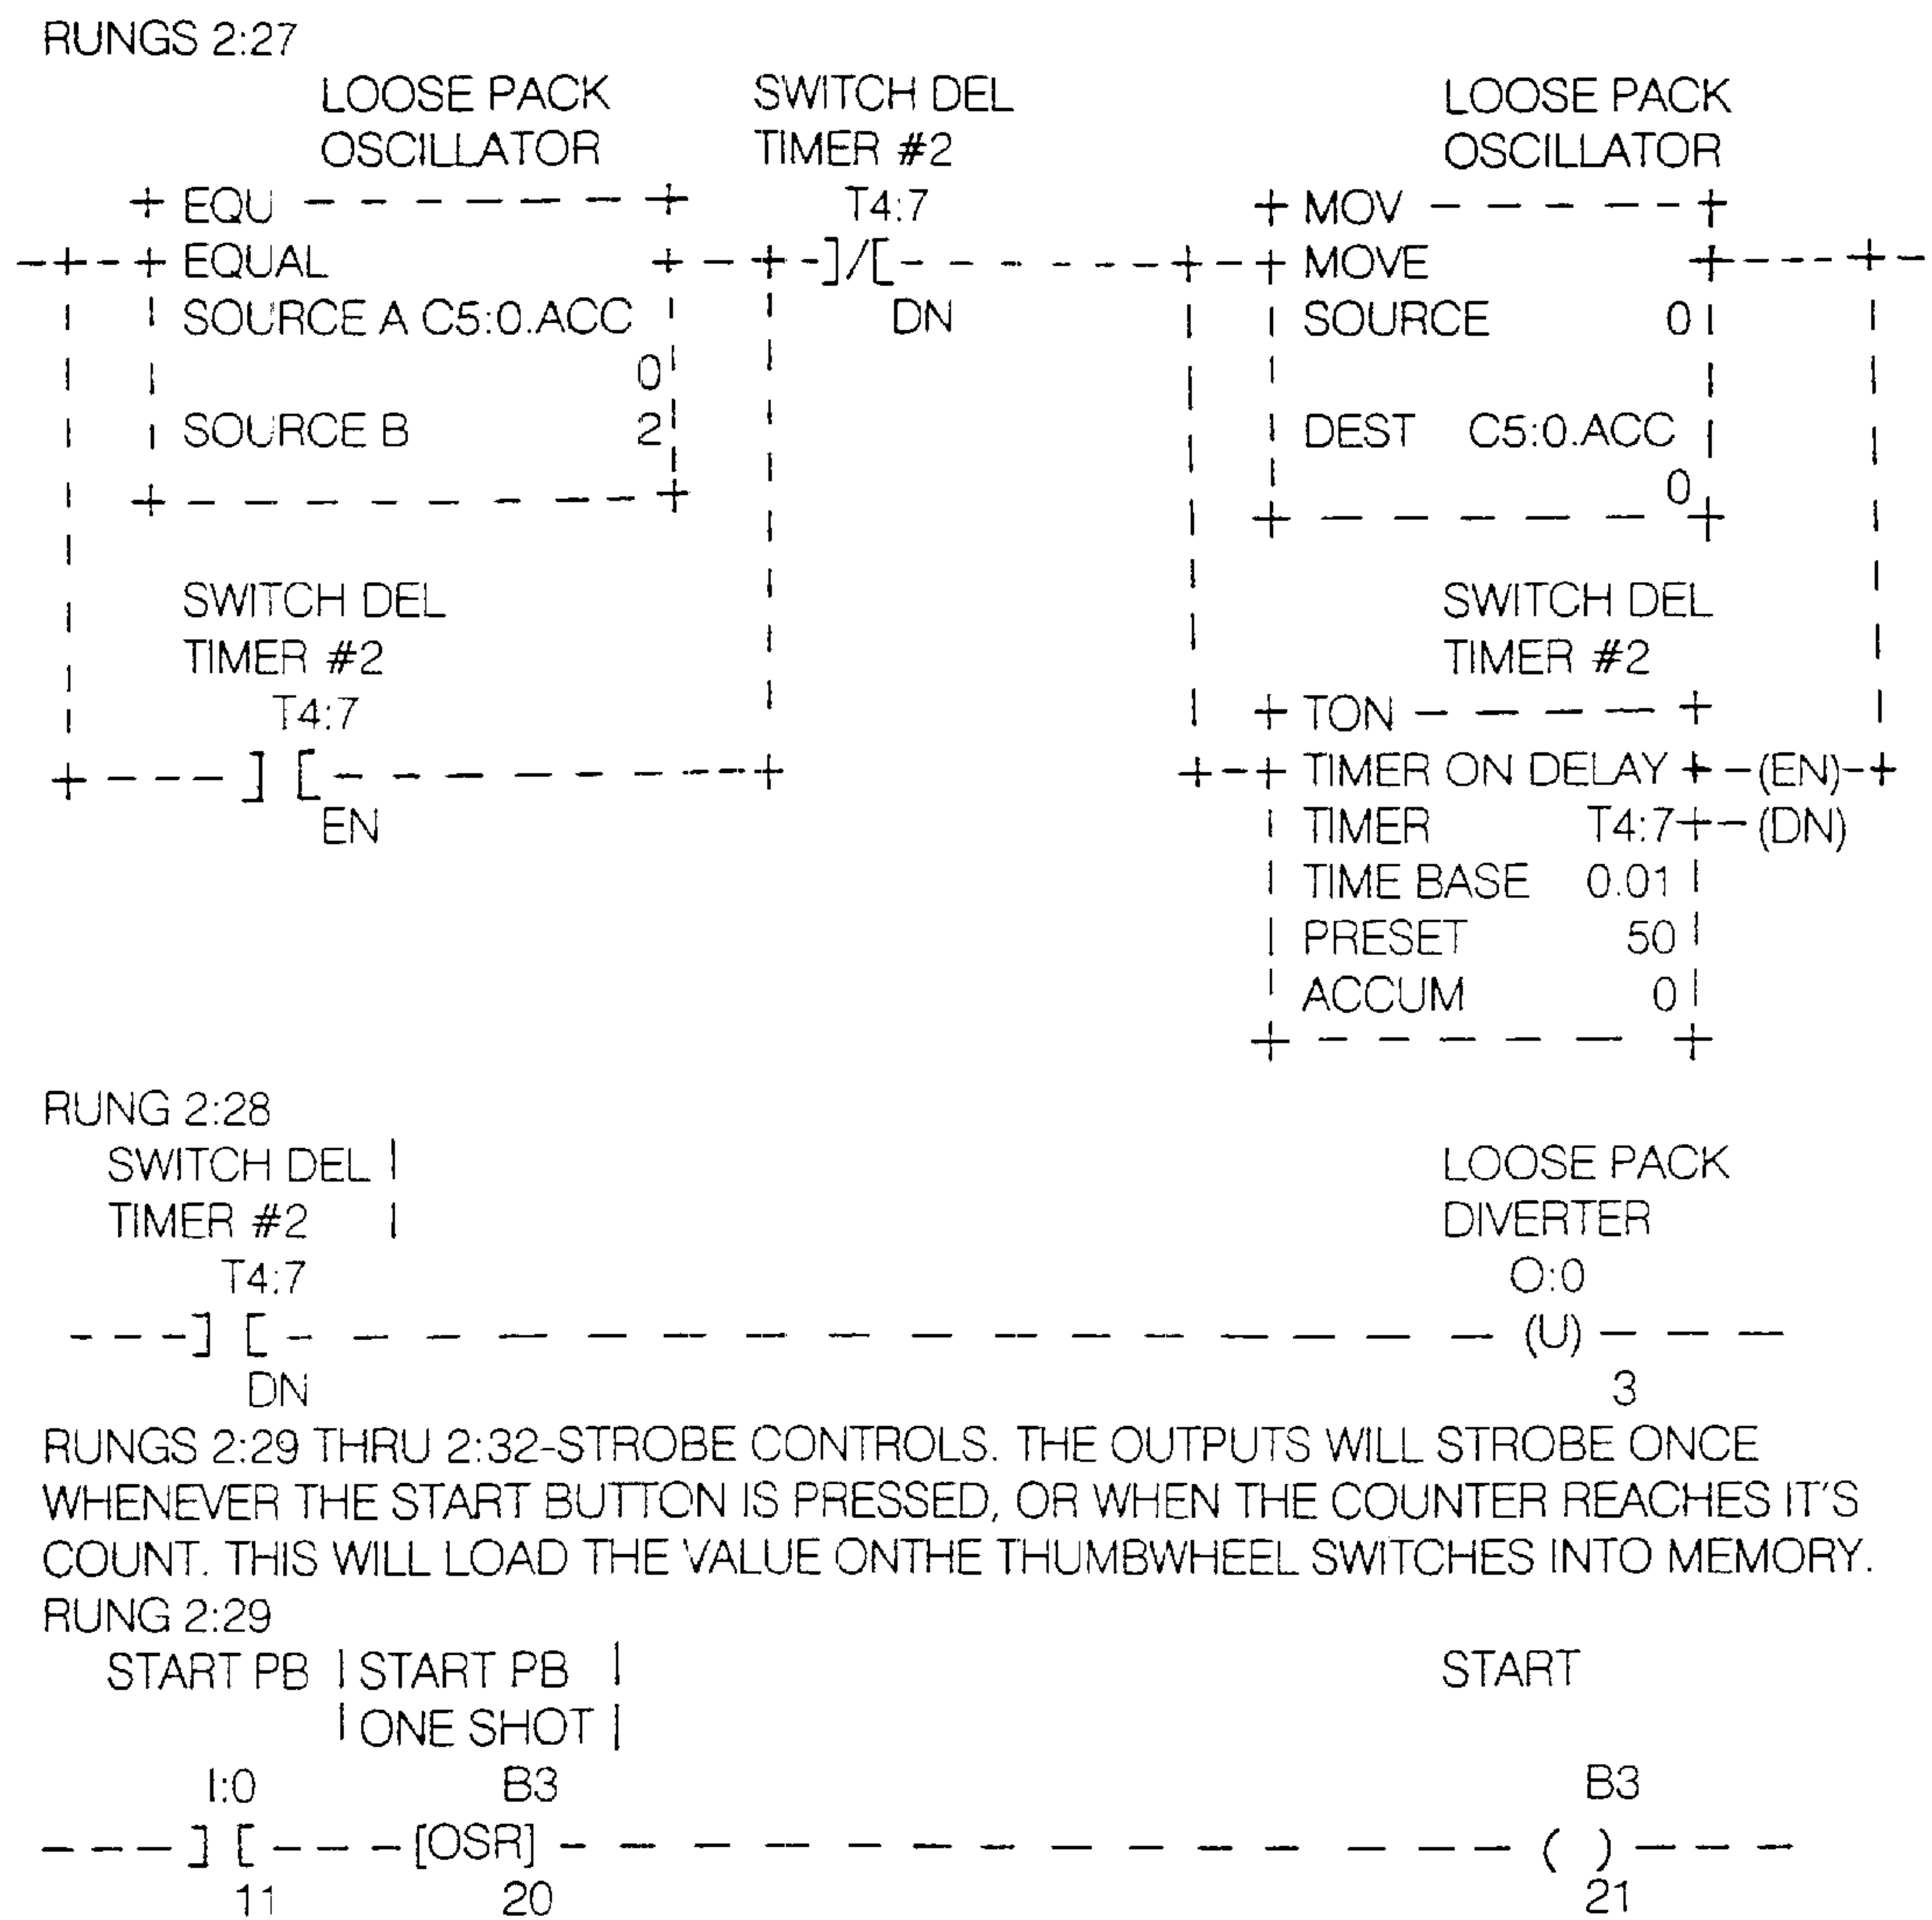 RUNGS 2:27
LOOSE PACK SWITCH DEL LOOSE PACK
OSCILLATOR TIMER #2 OSCILLATOR
+ EQU - - - - - - - + T4:7 + MOV - - - - - +
-+--+ EQUAL + - + -]/[- - - - - - - + - + MOVE +----+-
SOURCE A C5:0.ACC DN SOURCE 0
0
SOURCE B 2 DEST C5:0.ACC
0
SWITCH DEL SWITCH DEL
TIMER #2 TIMER #2
T4:7 + TON - - - - - +
+ - - - - ] [ - - - - - - - - - - + + - + TIMER ON DELAY + - (EN) - +
EN TIMER T4:7 + - (DN)
TIME BASE 0.01
PRESET 50
ACCUM 0
RUNG 2:28
SWITCH DEL | LOOSE PACK
TIMER #2 | DIVERTER
T4:7 O:0
- - -] [- - - - - - - - - - - - - - - - (U) - - -
DN 3
RUNGS 2:29 THRU 2:32-STROBE CONTROLS. THE OUTPUTS WILL STROBE ONCE
WHENEVER THE START BUTTON IS PRESSED, OR WHEN THE COUNTER REACHES IT'S
COUNT. THIS WILL LOAD THE VALUE ONTHE THUMBWHEEL SWITCHES INTO MEMORY.
RUNG 2:29
START PB | START PB | START
| ONE SHOT |
I:0 B3 B3
- - - ] [ - - - [OSR] - - - - - - - - - - - - - ( ) - - -
11 20 21